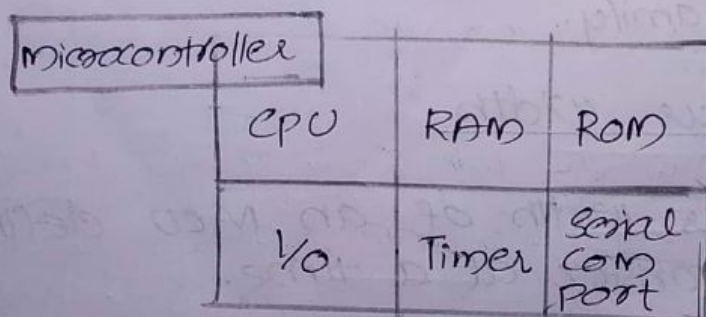 Microcontroller
CPU RAM ROM
I/O Timer Serial
com
port